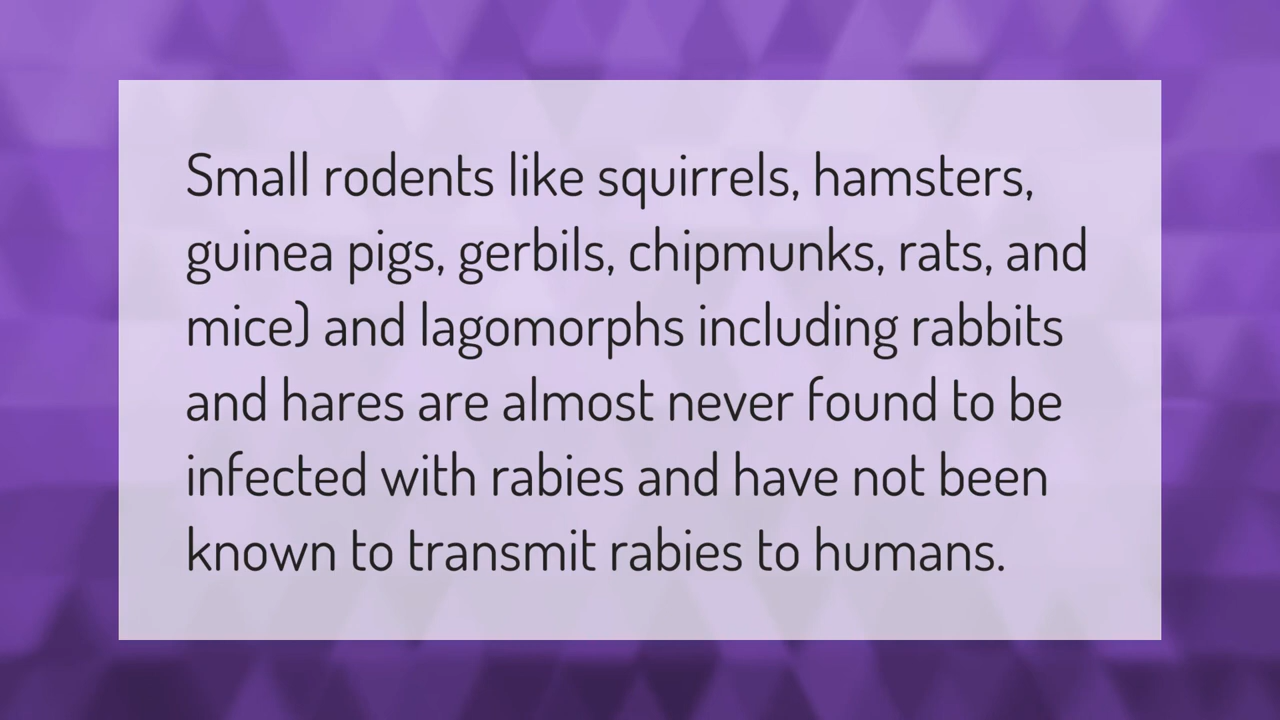 Small rodents like squirrels, hamsters,
guinea pigs, gerbils, chipmunks, rats, and
mice) and lagomorphs including rabbits
and hares are almost never found to be
infected with rabies and have not been
known to transmit rabies to humans.